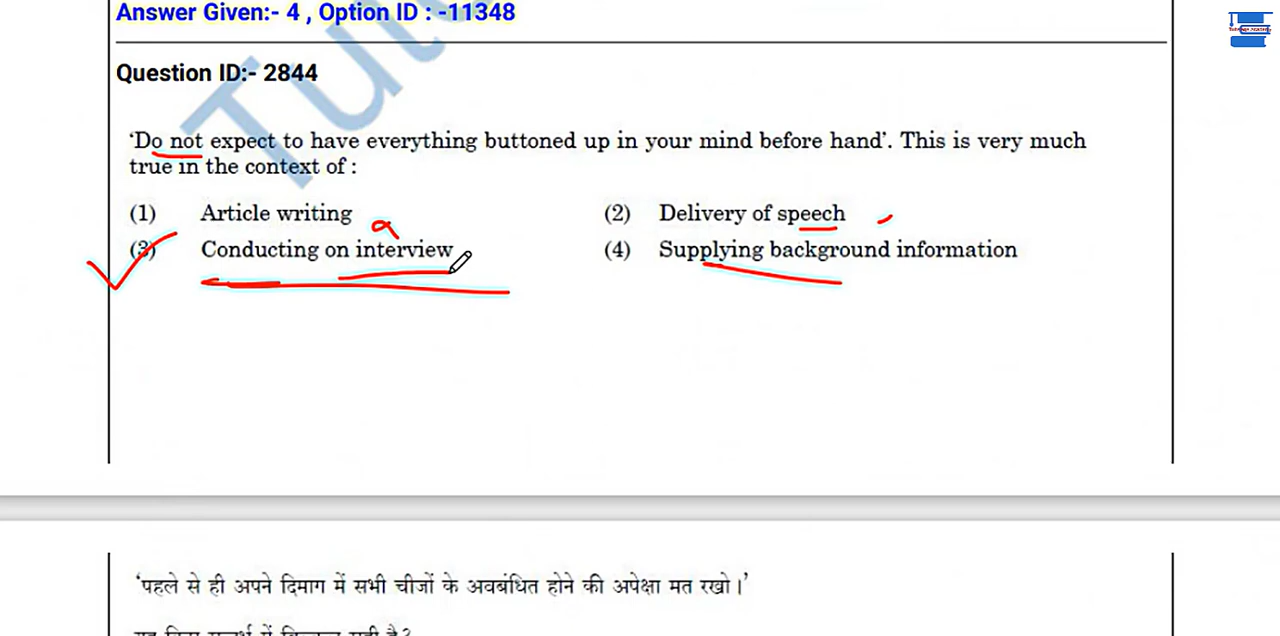 Answer Given:- 4 , Option ID : -11348
Question ID:- 2844
'Do not expect to have everything buttoned up in your mind before hand'. This is very much
true in the context of :
(1) Article writing (2) Delivery of speech
a
(3) Conducting on interview (4) Supplying background information
'पहले से ही अपने दिमाग में सभी चीजों के अवबंधित होने की अपेक्षा मत रखो।'